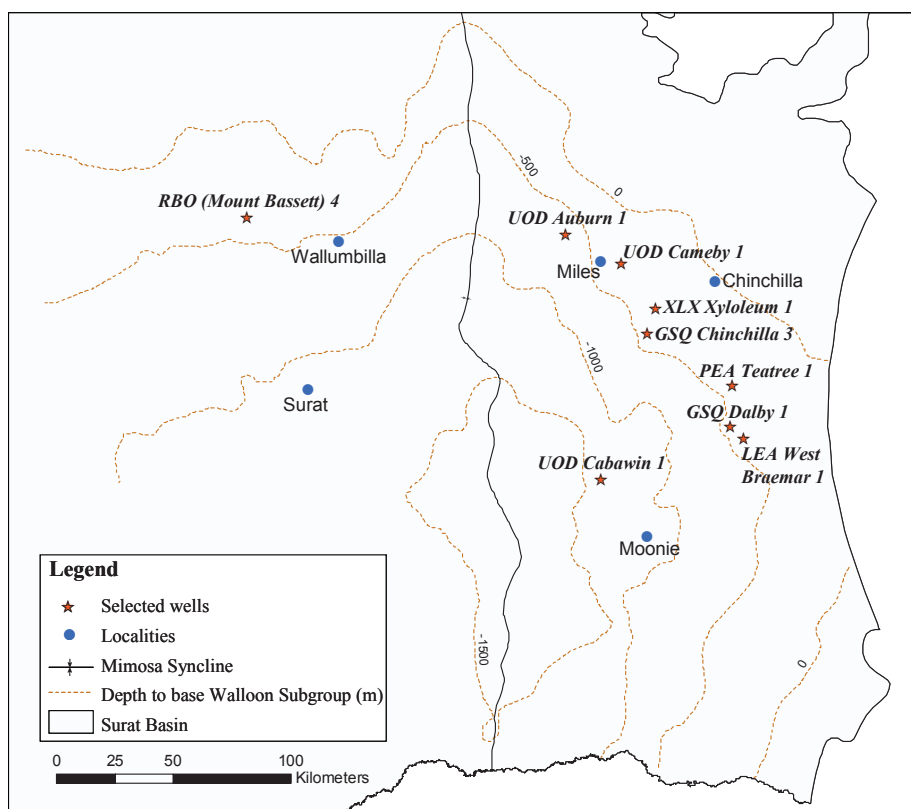 -500
0
RBO (Mount Bassett) 4
UOD Auburn 1
Wallumbilla
UOD Cameby 1
Miles
Chinchilla
XLX Xyloleum 1
GSQ Chinchilla 3
-1000
PEA Teatree 1
Surat
GSQ Dalby 1
LEA West
Braemar 1
UOD Cabawin 1
Moonie
-1500
0
Legend
Selected wells
Localities
Mimosa Syncline
Depth to base Walloon Subgroup (m)
Surat Basin
0 25 50 100
Kilometers